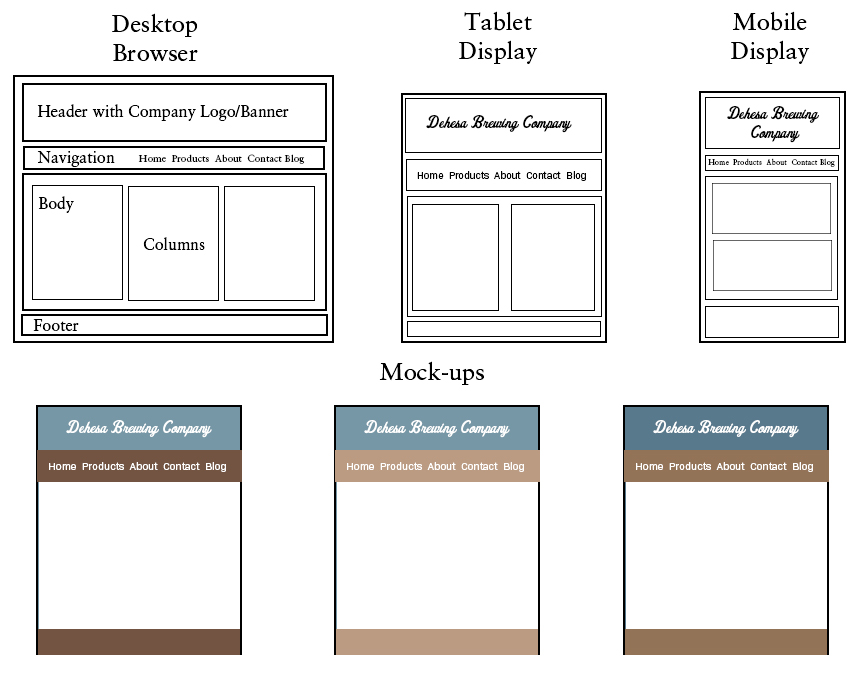 Desktop
Browser
Tablet
Display
Mobile
Display
Header with Company Logo/Banner
Navigation Home Products About Contact Blog
Body
Columns
Footer
Dehesa Brewing Company
Home Products About Contact Blog
Dehesa Brewing
Company
Home Products About Contact Blog
Mock-ups
Dehesa Brewing Company
Home Products About Contact Blog
Dehesa Brewing Company
Home Products About Contact Blog
Dehesa Brewing Company
Home Products About Contact Blog